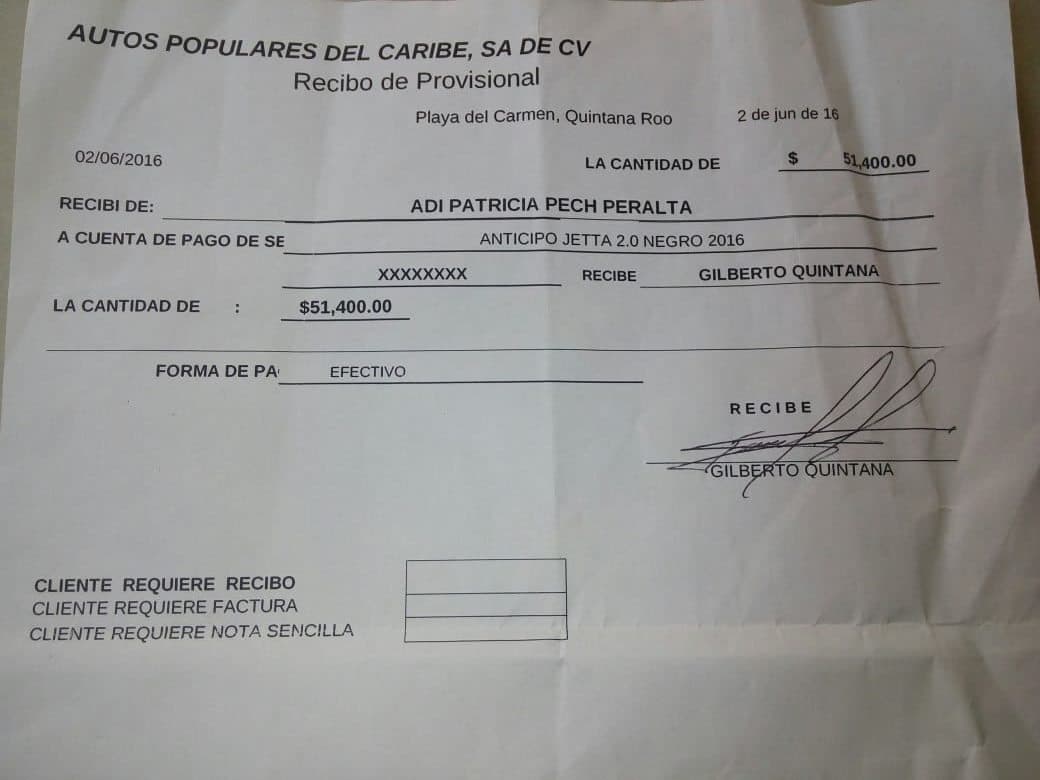 AUTOS POPULARES DEL CARIBE, SA DE CV
Recibo de Provisional
Playa del Carmen, Quintana Roo 2 de jun de 16
02/06/2016 LA CANTIDAD DE $ 51,400.00
RECIBI DE: ADI PATRICIA PECH PERALTA
A CUENTA DE PAGO DE SE ANTICIPO JETTA 2.0 NEGRO 2016
XXXXXXXX RECIBE GILBERTO QUINTANA
LA CANTIDAD DE : $51,400.00
FORMA DE PA EFECTIVO
RECIBE
GILBERTO QUINTANA
CLIENTE REQUIERE RECIBO
CLIENTE REQUIERE FACTURA
CLIENTE REQUIERE NOTA SENCILLA